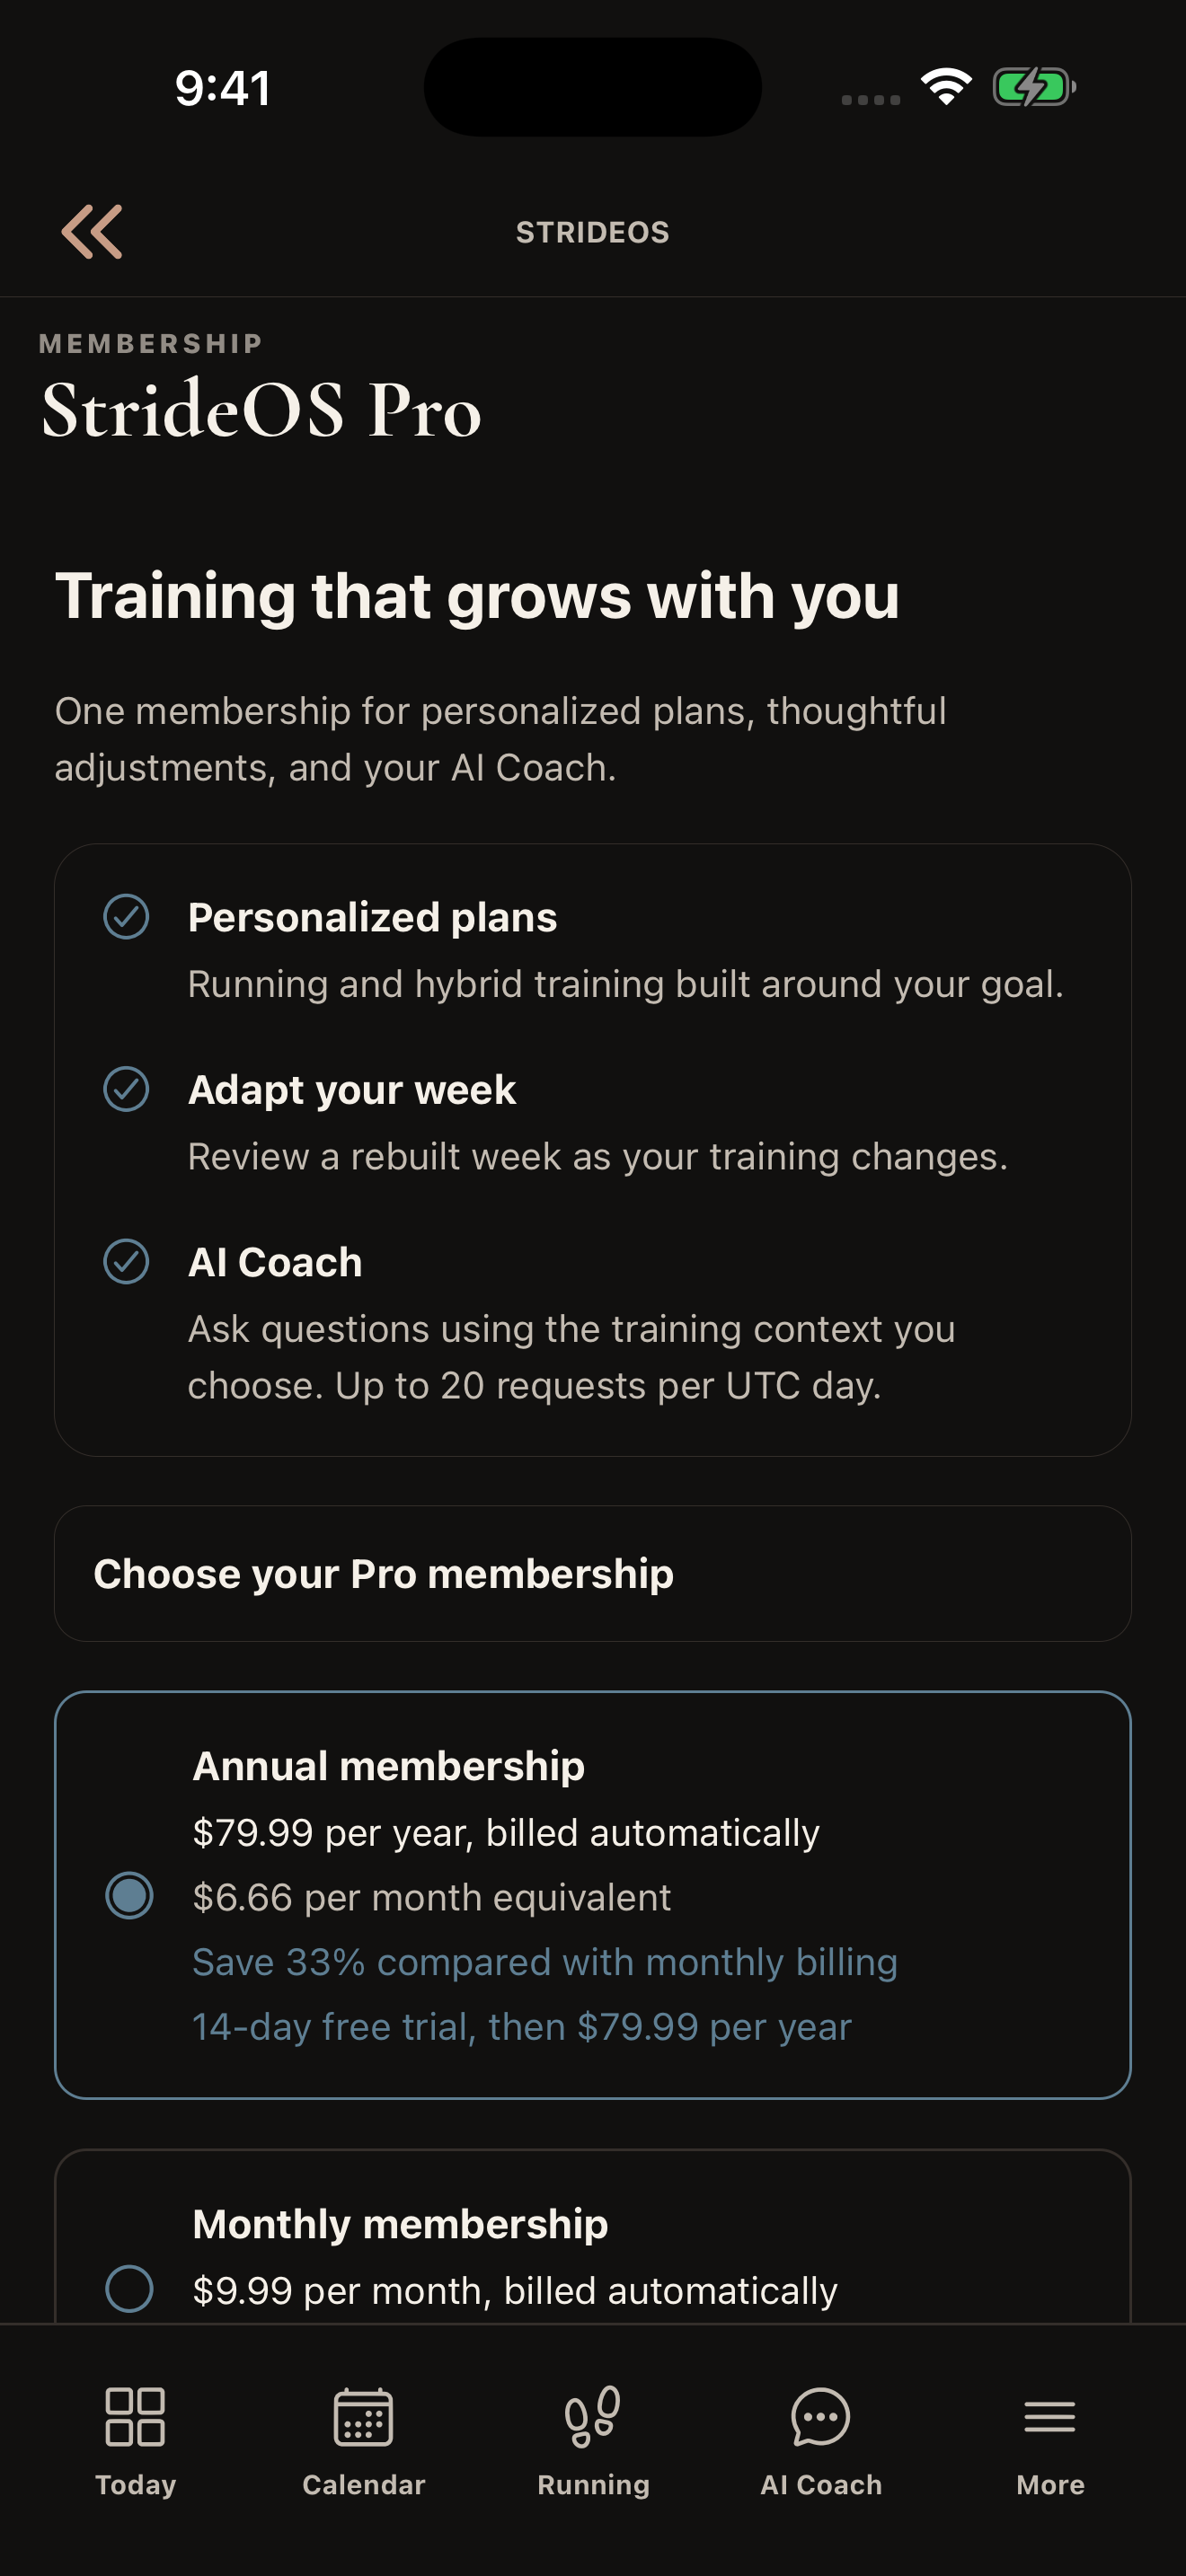 9:41
STRIDEOS
MEMBERSHIP
StrideOS Pro
Training that grows with you
One membership for personalized plans, thoughtful
adjustments, and your AI Coach.
Personalized plans
Running and hybrid training built around your goal.
Adapt your week
Review a rebuilt week as your training changes.
AI Coach
Ask questions using the training context you
choose. Up to 20 requests per UTC day.
Choose your Pro membership
Annual membership
$79.99 per year, billed automatically
$6.66 per month equivalent
Save 33% compared with monthly billing
14-day free trial, then $79.99 per year
Monthly membership
$9.99 per month, billed automatically
Today
Calendar
Running
AI Coach
More